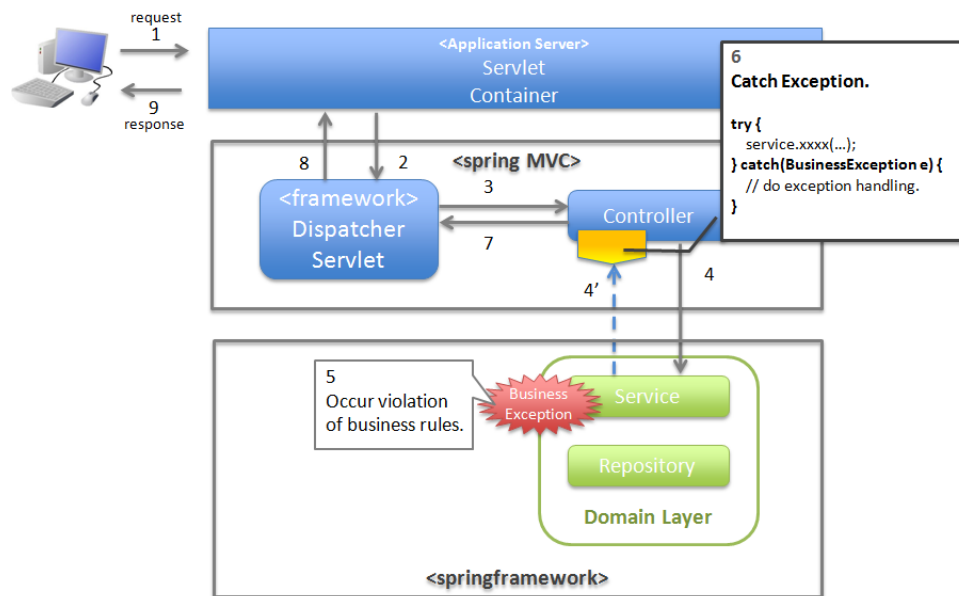 request
1
9
response
<Application Server>
Servlet
Container
6
Catch Exception.
try {
service.xxxx(...);
} catch(BusinessException e) {
// do exception handling.
}
8
2
<spring MVC>
3
<framework>
Dispatcher
Servlet
Controller
7
4
4’
5
Occur violation
of business rules.
Business
Exception
Service
Repository
Domain Layer
<springframework>